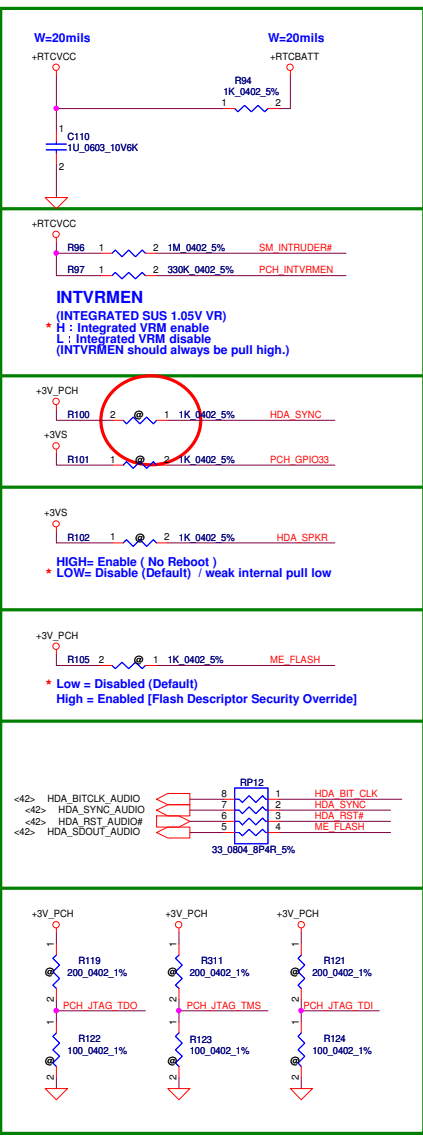 W=20mils W=20mils
+RTCVCC +RTCBATT
R94
1K_0402_5%
1 2
1
C110
1U_0603_10V6K
2
+RTCVCC
R96 1 2 1M_0402_5% SM_INTRUDER#
R97 1 2 330K_0402_5% PCH_INTVRMEN
INTVRMEN
(INTEGRATED SUS 1.05V VR)
* H : Integrated VRM enable
L : Integrated VRM disable
(INTVRMEN should always be pull high.)
+3V_PCH
R100 2 @ 1 1K_0402_5% HDA_SYNC
+3VS
R101 1 @ 2 1K_0402_5% PCH_GPIO33
+3VS
R102 1 @ 2 1K_0402_5% HDA_SPKR
HIGH= Enable ( No Reboot )
* LOW= Disable (Default) / weak internal pull low
+3V_PCH
R105 2 @ 1 1K_0402_5% ME_FLASH
* Low = Disabled (Default)
High = Enabled [Flash Descriptor Security Override]
RP12
<42> HDA_BITCLK_AUDIO 8 1 HDA_BIT_CLK
<42> HDA_SYNC_AUDIO 7 2 HDA_SYNC
<42> HDA_RST_AUDIO# 6 3 HDA_RST#
<42> HDA_SDOUT_AUDIO 5 4 ME_FLASH
33_0804_8P4R_5%
+3V_PCH +3V_PCH +3V_PCH
1 1 1
R119 R311 R121
@ 200_0402_1% @ 200_0402_1% @ 200_0402_1%
2 2 2
PCH_JTAG_TDO PCH_JTAG_TMS PCH_JTAG_TDI
1 1 1
R122 R123 R124
100_0402_1% 100_0402_1% 100_0402_1%
@ @ @
2 2 2